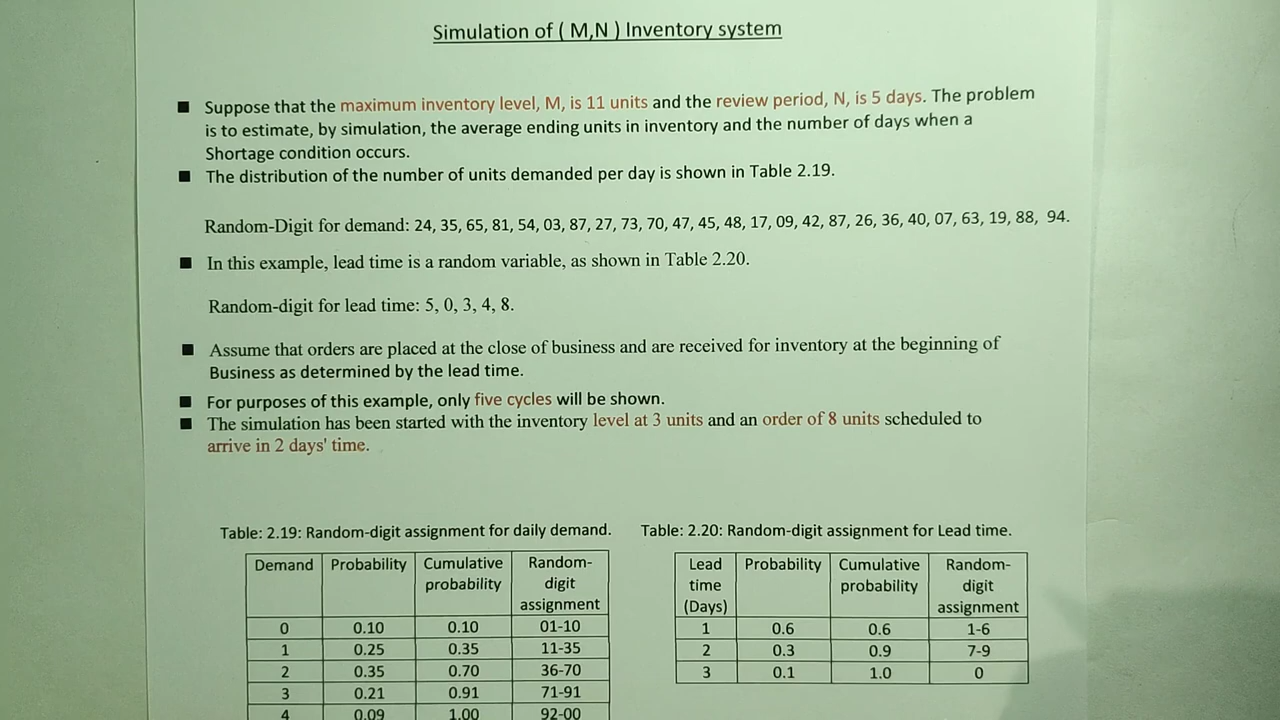 Simulation of ( M,N ) Inventory system
■ Suppose that the maximum inventory level, M, is 11 units and the review period, N, is 5 days. The problem
is to estimate, by simulation, the average ending units in inventory and the number of days when a
Shortage condition occurs.
■ The distribution of the number of units demanded per day is shown in Table 2.19.
Random-Digit for demand: 24, 35, 65, 81, 54, 03, 87, 27, 73, 70, 47, 45, 48, 17, 09, 42, 87, 26, 36, 40, 07, 63, 19, 88, 94.
■ In this example, lead time is a random variable, as shown in Table 2.20.
Random-digit for lead time: 5, 0, 3, 4, 8.
■ Assume that orders are placed at the close of business and are received for inventory at the beginning of
Business as determined by the lead time.
■ For purposes of this example, only five cycles will be shown.
■ The simulation has been started with the inventory level at 3 units and an order of 8 units scheduled to
arrive in 2 days' time.
Table: 2.19: Random-digit assignment for daily demand.
Demand Probability Cumulative Random-
probability digit
assignment
0 0.10 0.10 01-10
1 0.25 0.35 11-35
2 0.35 0.70 36-70
3 0.21 0.91 71-91
4 0.09 1.00 92-00
Table: 2.20: Random-digit assignment for Lead time.
Lead Probability Cumulative Random-
time probability digit
(Days) assignment
1 0.6 0.6 1-6
2 0.3 0.9 7-9
3 0.1 1.0 0